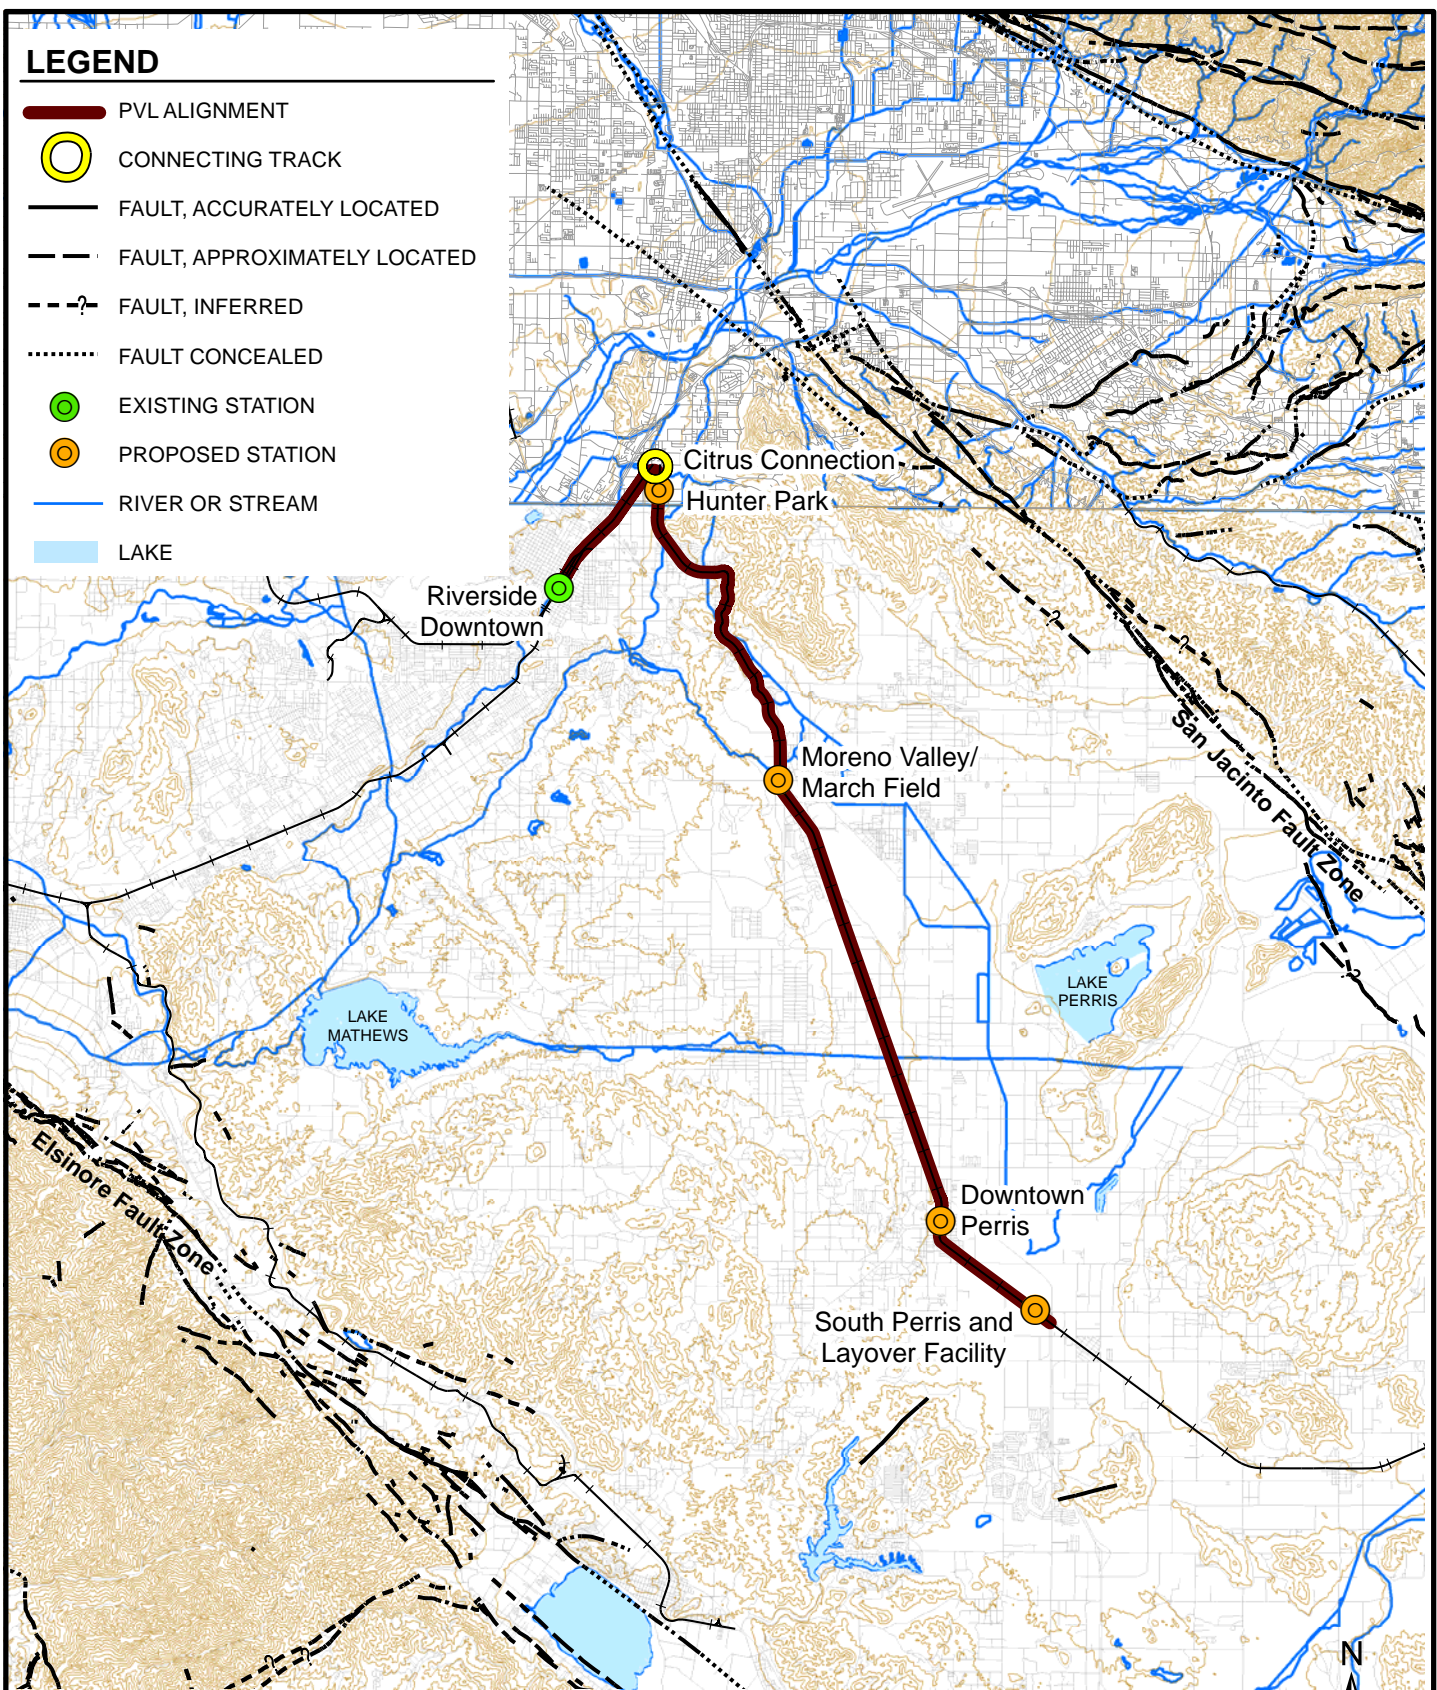 LEGEND
PVL ALIGNMENT
CONNECTING TRACK
FAULT, ACCURATELY LOCATED
FAULT, APPROXIMATELY LOCATED
?
FAULT, INFERRED
FAULT CONCEALED
EXISTING STATION
PROPOSED STATION
RIVER OR STREAM
LAKE
Citrus Connection
Hunter Park
Riverside
Downtown
?
?
San Jacinto Fault Zone
Moreno Valley/
March Field
LAKE
PERRIS
?
LAKE
MATHEWS
Elsinore Fault Zone
Downtown
Perris
South Perris and
Layover Facility
?
?
N